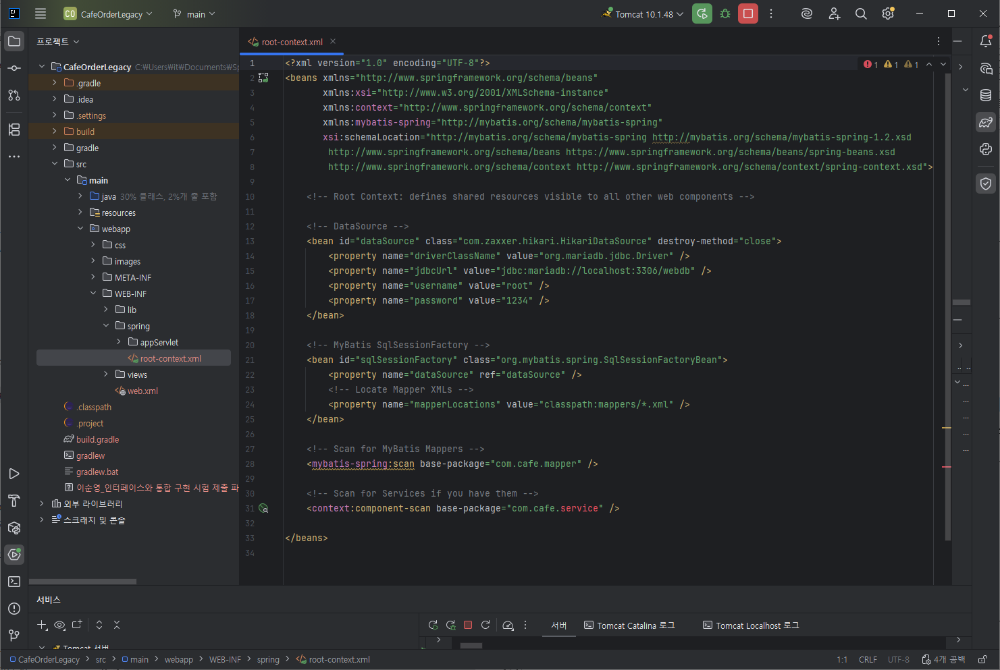 CO CafeOrderLegacy main Tomcat 10.1.48
프로젝트
root-context.xml
CafeOrderLegacy C:₩Users₩it₩Documents₩Sp
.gradle
.idea
.settings
build
gradle
src
main
java 30% 클래스, 2%개 줄 포함
resources
webapp
css
images
META-INF
WEB-INF
lib
spring
appServlet
root-context.xml
views
web.xml
.classpath
.project
build.gradle
gradlew
gradlew.bat
이순영_인터페이스와 통합 구현 시험 제출 파
외부 라이브러리
스크래치 및 콘솔
1 1 1
1 <?xml version="1.0" encoding="UTF-8"?>
2 <beans xmlns="http://www.springframework.org/schema/beans"
3 xmlns:xsi="http://www.w3.org/2001/XMLSchema-instance"
4 xmlns:context="http://www.springframework.org/schema/context"
5 xmlns:mybatis-spring="http://mybatis.org/schema/mybatis-spring"
6 xsi:schemaLocation="http://mybatis.org/schema/mybatis-spring http://mybatis.org/schema/mybatis-spring-1.2.xsd
7 http://www.springframework.org/schema/beans https://www.springframework.org/schema/beans/spring-beans.xsd
8 http://www.springframework.org/schema/context http://www.springframework.org/schema/context/spring-context.xsd">
9
10 <!-- Root Context: defines shared resources visible to all other web components -->
11
12 <!-- DataSource -->
13 <bean id="dataSource" class="com.zaxxer.hikari.HikariDataSource" destroy-method="close">
14 <property name="driverClassName" value="org.mariadb.jdbc.Driver" />
15 <property name="jdbcUrl" value="jdbc:mariadb://localhost:3306/webdb" />
16 <property name="username" value="root" />
17 <property name="password" value="1234" />
18 </bean>
19
20 <!-- MyBatis SqlSessionFactory -->
21 <bean id="sqlSessionFactory" class="org.mybatis.spring.SqlSessionFactoryBean">
22 <property name="dataSource" ref="dataSource" />
23 <!-- Locate Mapper XMLs -->
24 <property name="mapperLocations" value="classpath:mappers/*.xml" />
25 </bean>
26
27 <!-- Scan for MyBatis Mappers -->
28 <mybatis-spring:scan base-package="com.cafe.mapper" />
29
30 <!-- Scan for Services if you have them -->
31 <context:component-scan base-package="com.cafe.service" />
32
33 </beans>
34
서비스
서버 Tomcat Catalina 로그 Tomcat Localhost 로그
Tomcat 서버
CafeOrderLegacy > src > main > webapp > WEB-INF > spring > root-context.xml 1:1 CRLF UTF-8 4개 공백